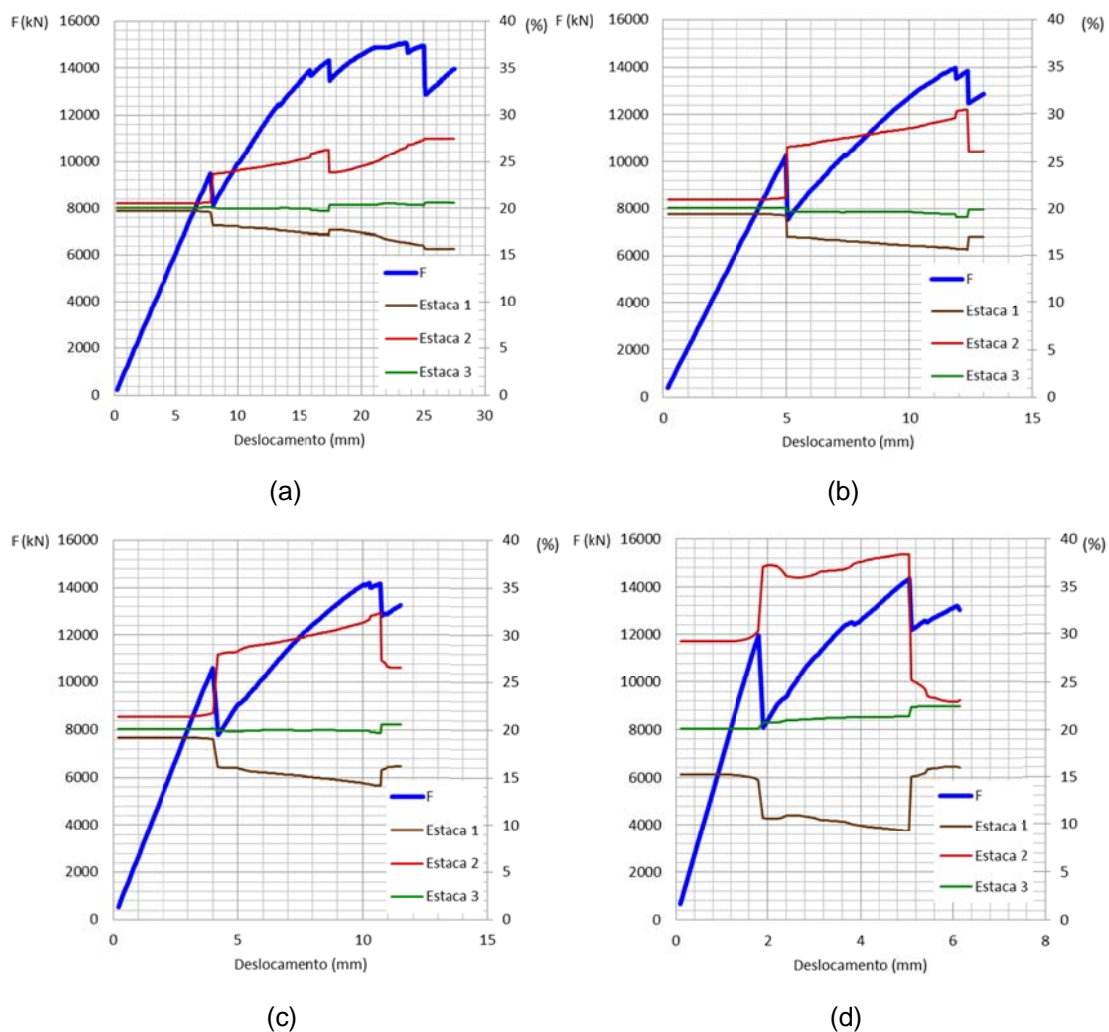 F (kN)
(%)
16000
14000
12000
10000
8000
6000
4000
2000
0
40
35
30
25
20
15
10
5
0
F
Estaca 1
Estaca 2
Estaca 3
0 5 10 15 20 25 30
Deslocamento (mm)
(a)
F (kN)
(%)
16000
14000
12000
10000
8000
6000
4000
2000
0
40
35
30
25
20
15
10
5
0
F
Estaca 1
Estaca 2
Estaca 3
0 5 10 15
Deslocamento (mm)
(b)
F (kN)
(%)
16000
14000
12000
10000
8000
6000
4000
2000
0
40
35
30
25
20
15
10
5
0
F
Estaca 1
Estaca 2
Estaca 3
0 5 10 15
Deslocamento (mm)
(c)
F (kN)
(%)
16000
14000
12000
10000
8000
6000
4000
2000
0
40
35
30
25
20
15
10
5
0
F
Estaca 1
Estaca 2
Estaca 3
0 2 4 6 8
Deslocamento (mm)
(d)